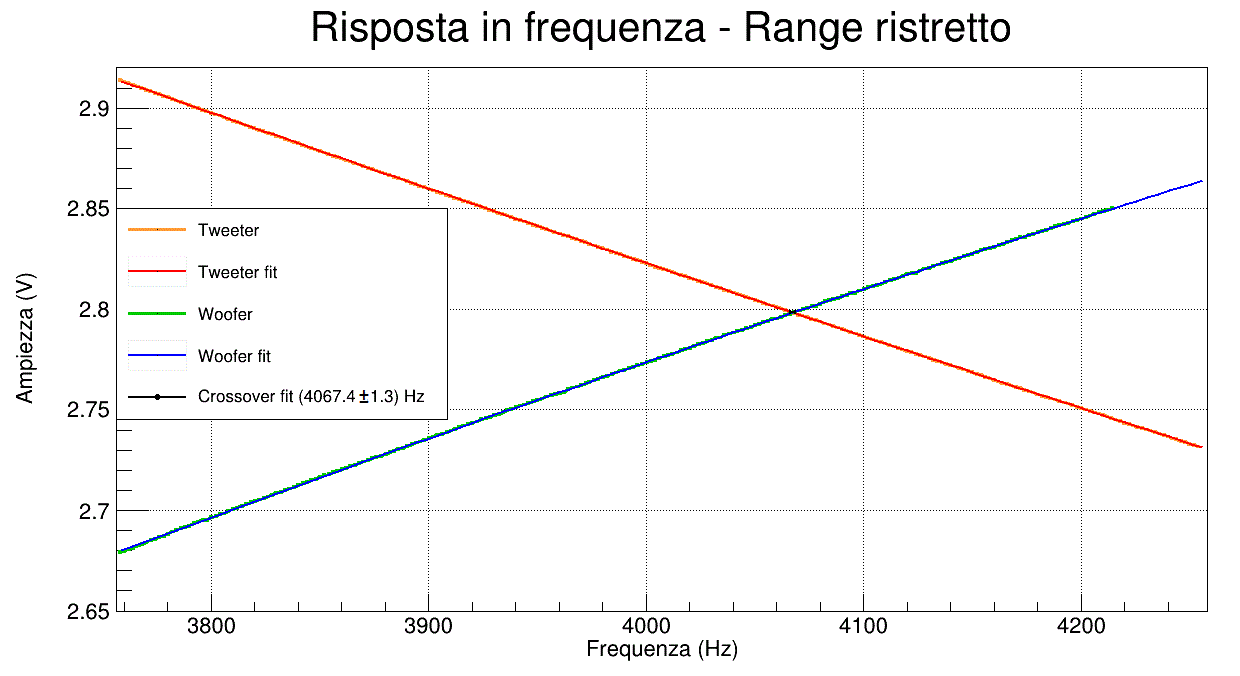 Risposta in frequenza - Range ristretto
Ampiezza (V)
2.9
2.85
2.8
2.75
2.7
2.65
Tweeter
Tweeter fit
Woofer
Woofer fit
Crossover fit (4067.4±1.3) Hz
3800 3900 4000 4100 4200
Frequenza (Hz)